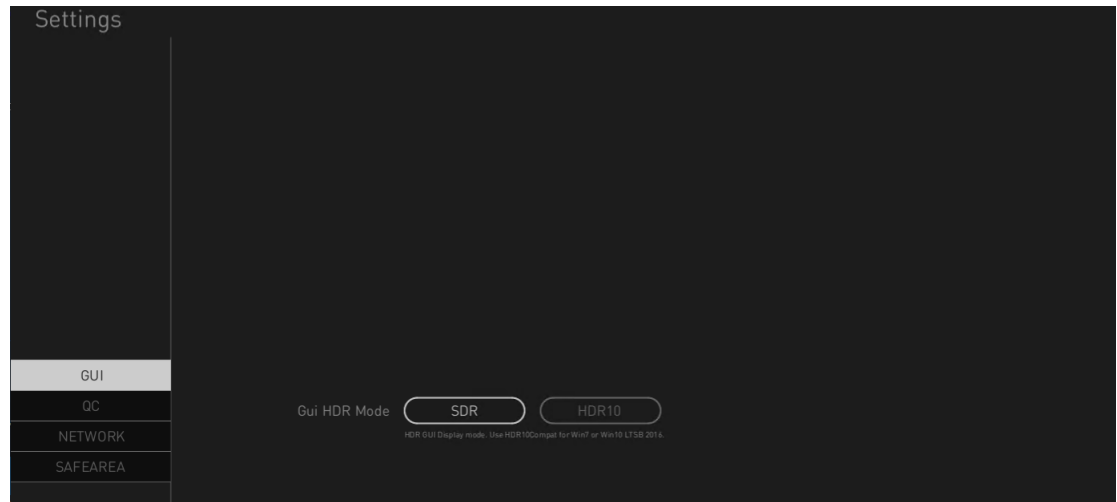 Settings
GUI
QC
NETWORK
SAFEAREA
Gui HDR Mode SDR HDR10
HDR GUI Display mode. Use HDR10Compat for Win7 or Win10 LTSB 2016.